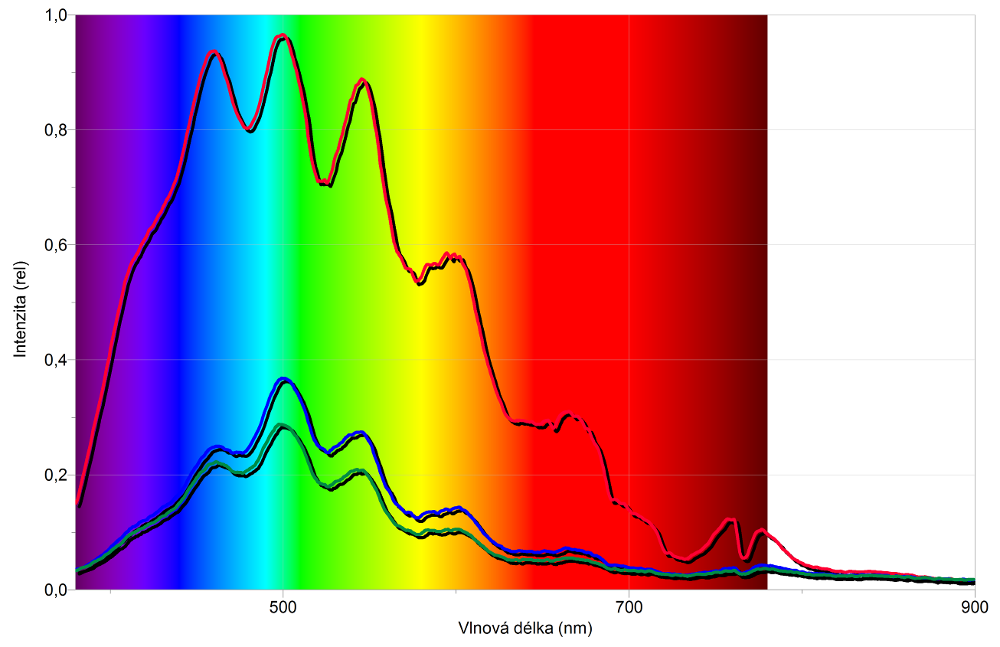 1,0
0,8
0,6
0,4
0,2
0,0
Intenzita (rel)
500 700 900
Vlnová délka (nm)